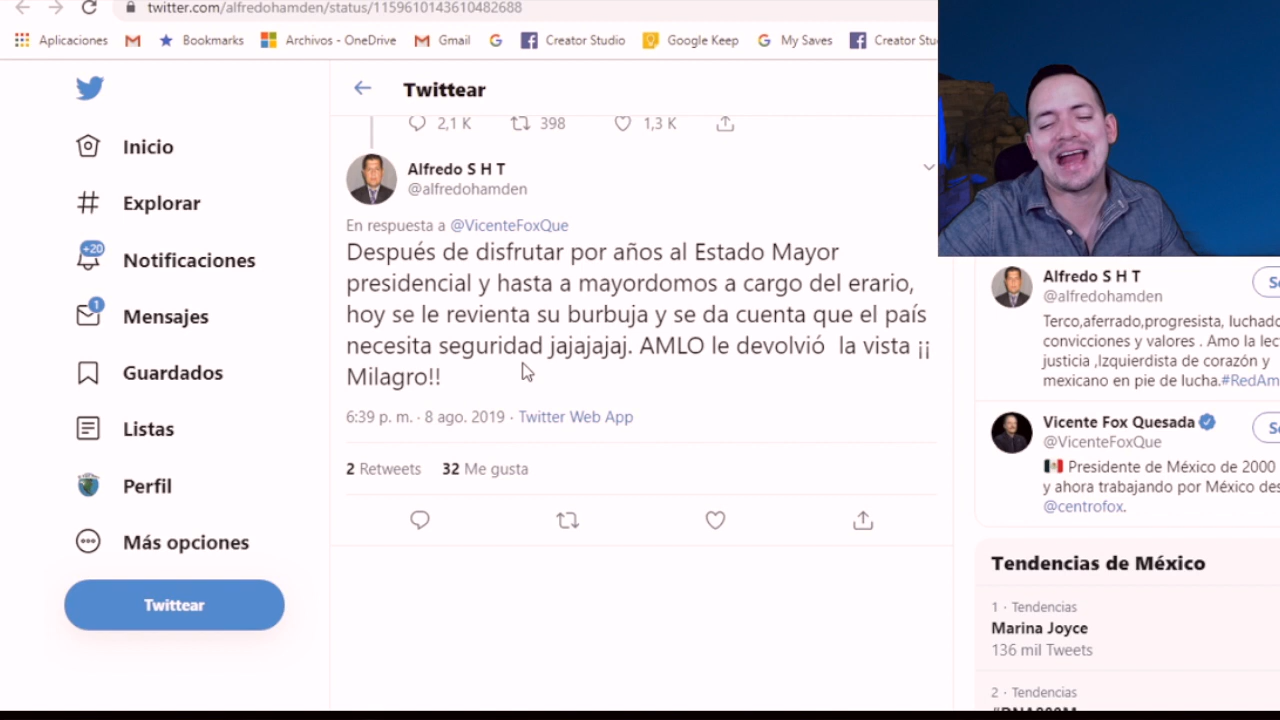 twitter.com/alfredohamden/status/1159610143610482688
Aplicaciones Bookmarks Archivos - OneDrive Gmail Creator Studio Google Keep My Saves Creator Stu
Twittear
2,1 K 398 1,3 K
Inicio
Explorar
+20
Notificaciones
1
Mensajes
Guardados
Listas
Perfil
Más opciones
Twittear
Alfredo S H T
@alfredohamden
En respuesta a @VicenteFoxQue
Después de disfrutar por años al Estado Mayor
presidencial y hasta a mayordomos a cargo del erario,
hoy se le revienta su burbuja y se da cuenta que el país
necesita seguridad jajajajaj. AMLO le devolvió la vista ¡¡
Milagro!!
6:39 p. m. · 8 ago. 2019 · Twitter Web App
2 Retweets 32 Me gusta
Alfredo S H T
@alfredohamden
Terco,aferrado,progresista, luchado
convicciones y valores . Amo la lec
justicia ,Izquierdista de corazón y
mexicano en pie de lucha.#RedAm
Vicente Fox Quesada
@VicenteFoxQue
Presidente de México de 2000
y ahora trabajando por México des
@centrofox.
Tendencias de México
1 · Tendencias
Marina Joyce
136 mil Tweets
2 · Tendencias